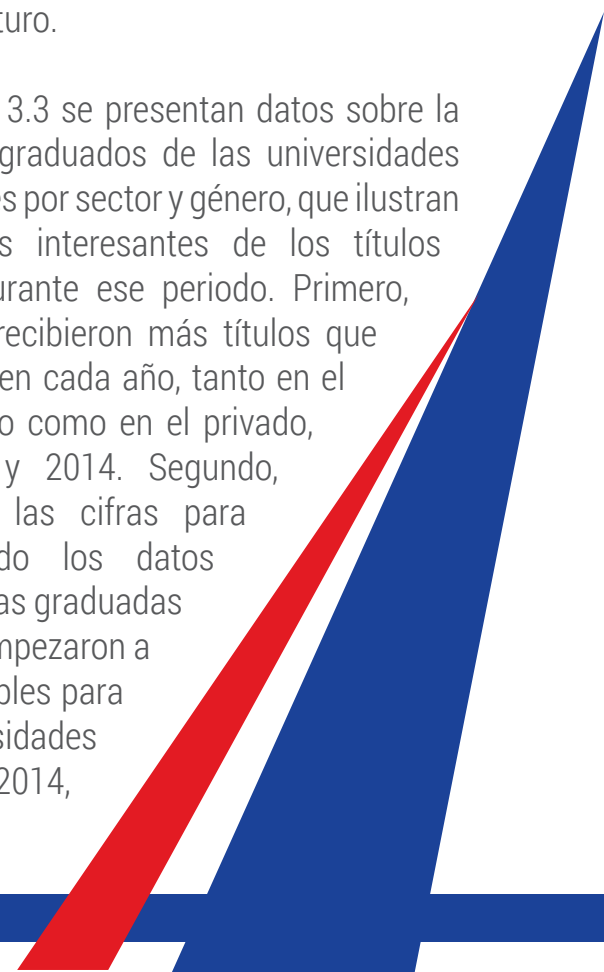 turo.
3.3 se presentan datos sobre la
graduados de las universidades
es por sector y género, que ilustran
s interesantes de los títulos
urante ese periodo. Primero,
recibieron más títulos que
en cada año, tanto en el
o como en el privado,
y 2014. Segundo,
las cifras para
do los datos
as graduadas
mpezaron a
bles para
sidades
2014,